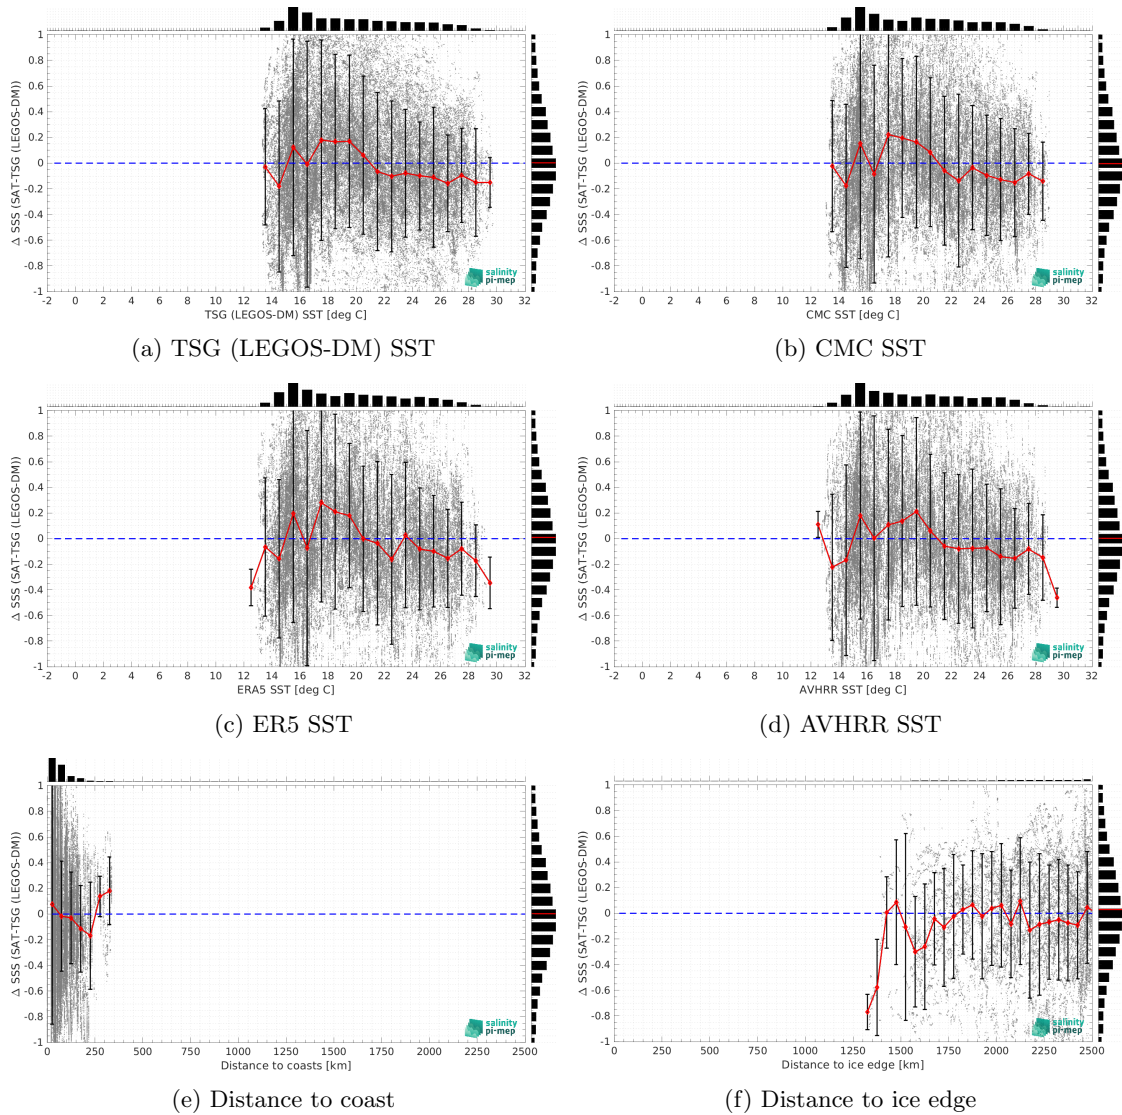 1
0.8
0.6
0.4
0.2
0
-0.2
-0.4
-0.6
-0.8
-1
Δ SSS (SAT-TSG (LEGOS-DM))
salinity
pi-mep
-2 0 2 4 6 8 10 12 14 16 18 20 22 24 26 28 30 32
TSG (LEGOS-DM) SST [deg C]
(a) TSG (LEGOS-DM) SST
1
0.8
0.6
0.4
0.2
0
-0.2
-0.4
-0.6
-0.8
-1
Δ SSS (SAT-TSG (LEGOS-DM))
salinity
pi-mep
-2 0 2 4 6 8 10 12 14 16 18 20 22 24 26 28 30 32
CMC SST [deg C]
(b) CMC SST
1
0.8
0.6
0.4
0.2
0
-0.2
-0.4
-0.6
-0.8
-1
Δ SSS (SAT-TSG (LEGOS-DM))
salinity
pi-mep
-2 0 2 4 6 8 10 12 14 16 18 20 22 24 26 28 30 32
ERA5 SST [deg C]
(c) ER5 SST
1
0.8
0.6
0.4
0.2
0
-0.2
-0.4
-0.6
-0.8
-1
Δ SSS (SAT-TSG (LEGOS-DM))
salinity
pi-mep
-2 0 2 4 6 8 10 12 14 16 18 20 22 24 26 28 30 32
AVHRR SST [deg C]
(d) AVHRR SST
1
0.8
0.6
0.4
0.2
0
-0.2
-0.4
-0.6
-0.8
-1
Δ SSS (SAT-TSG (LEGOS-DM))
salinity
pi-mep
0 250 500 750 1000 1250 1500 1750 2000 2250 2500
Distance to coasts [km]
(e) Distance to coast
1
0.8
0.6
0.4
0.2
0
-0.2
-0.4
-0.6
-0.8
-1
Δ SSS (SAT-TSG (LEGOS-DM))
salinity
pi-mep
0 250 500 750 1000 1250 1500 1750 2000 2250 2500
Distance to ice edge [km]
(f) Distance to ice edge